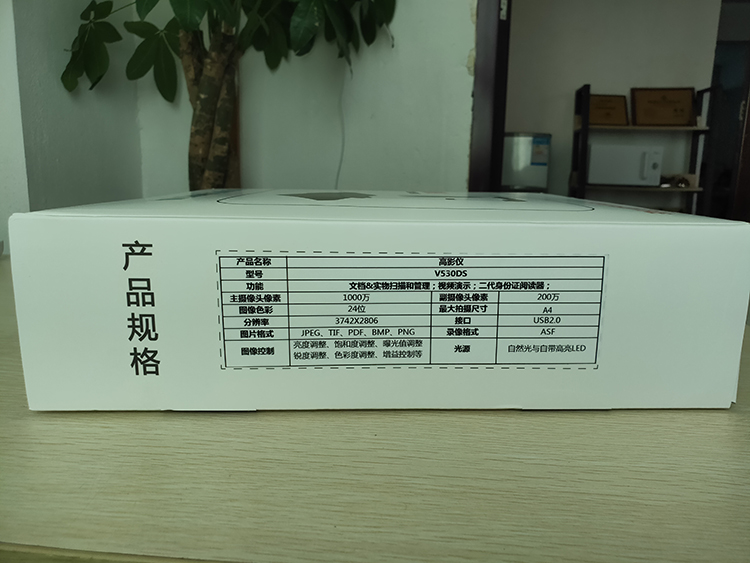 产品规格
产品名称 高影仪
型号 V530DS
功能 文档&实物扫描和管理；视频演示；二代身份证阅读器；
主摄像头像素 1000万 副摄像头像素 200万
图像色彩 24位 最大拍摄尺寸 A4
分辨率 3742X2806 接口 USB2.0
图片格式 JPEG、TIF、PDF、BMP、PNG 录像格式 ASF
图像控制 亮度调整、饱和度调整、曝光值调整
锐度调整、色彩度调整、增益控制等 光源 自然光与自带高亮LED